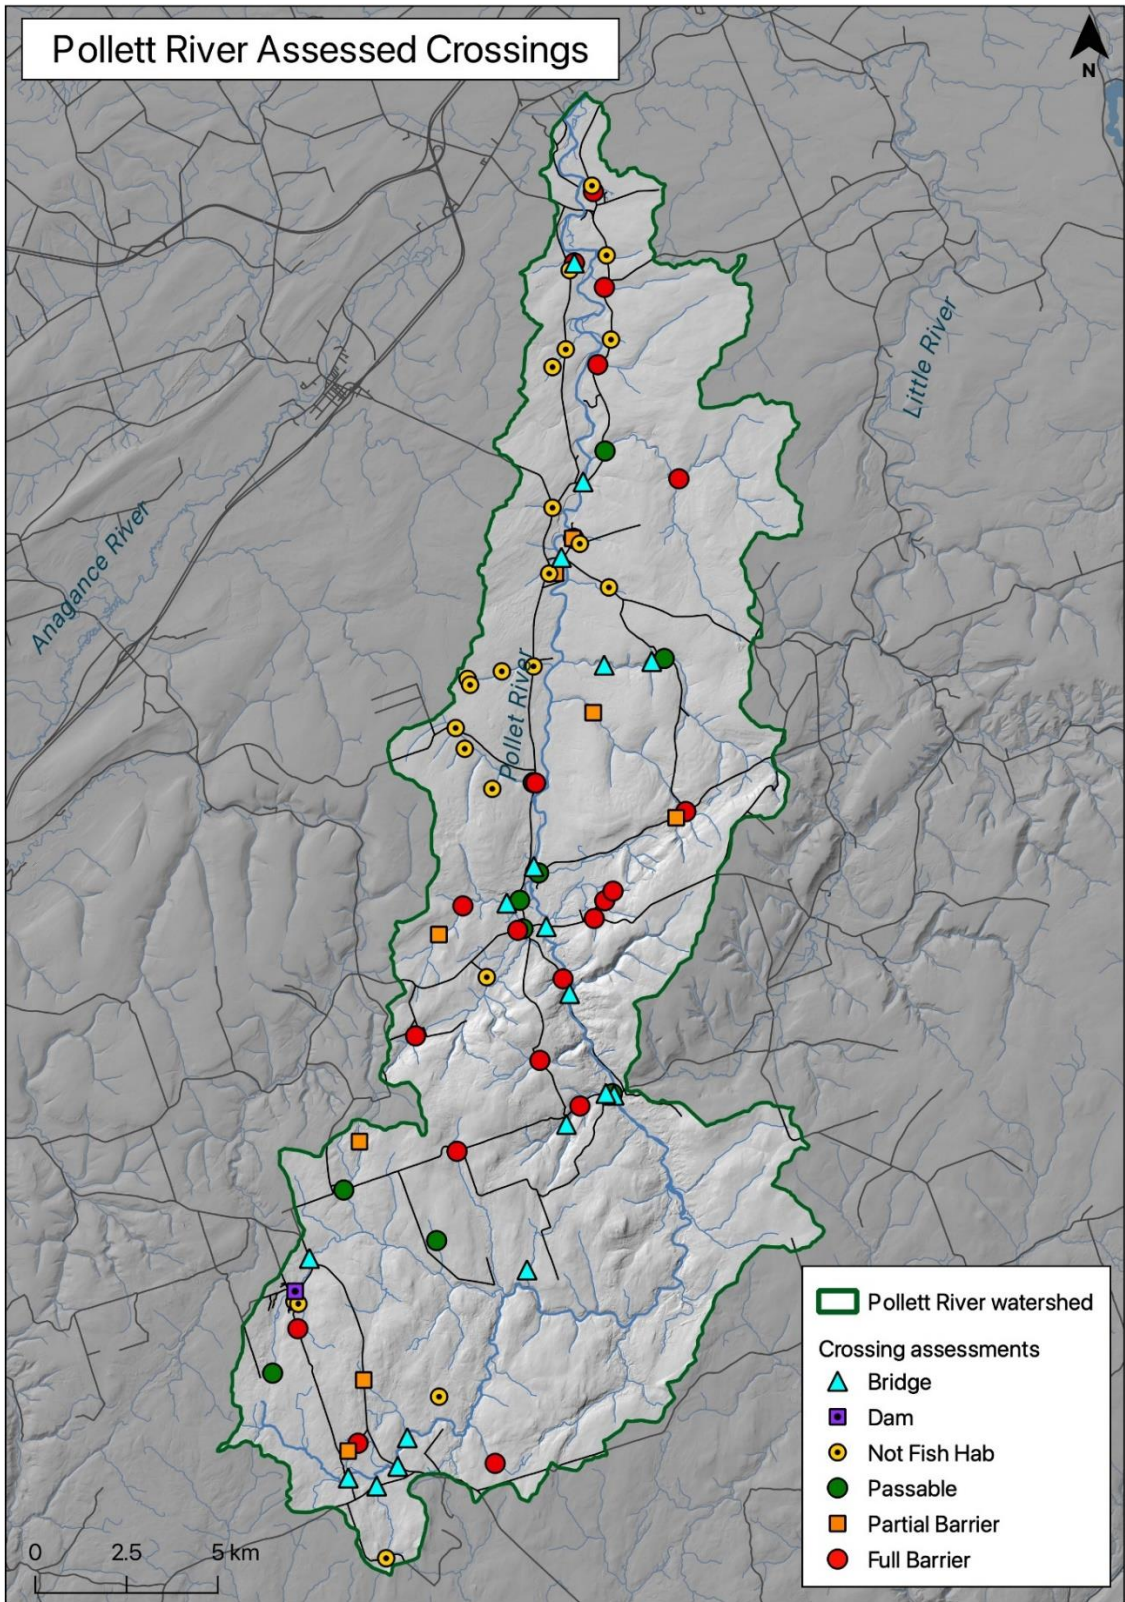 Pollett River Assessed Crossings
N
Little River
Anagance River
Pollet River
Pollett River watershed
Crossing assessments
Bridge
Dam
Not Fish Hab
Passable
Partial Barrier
Full Barrier
0 2.5 5 km